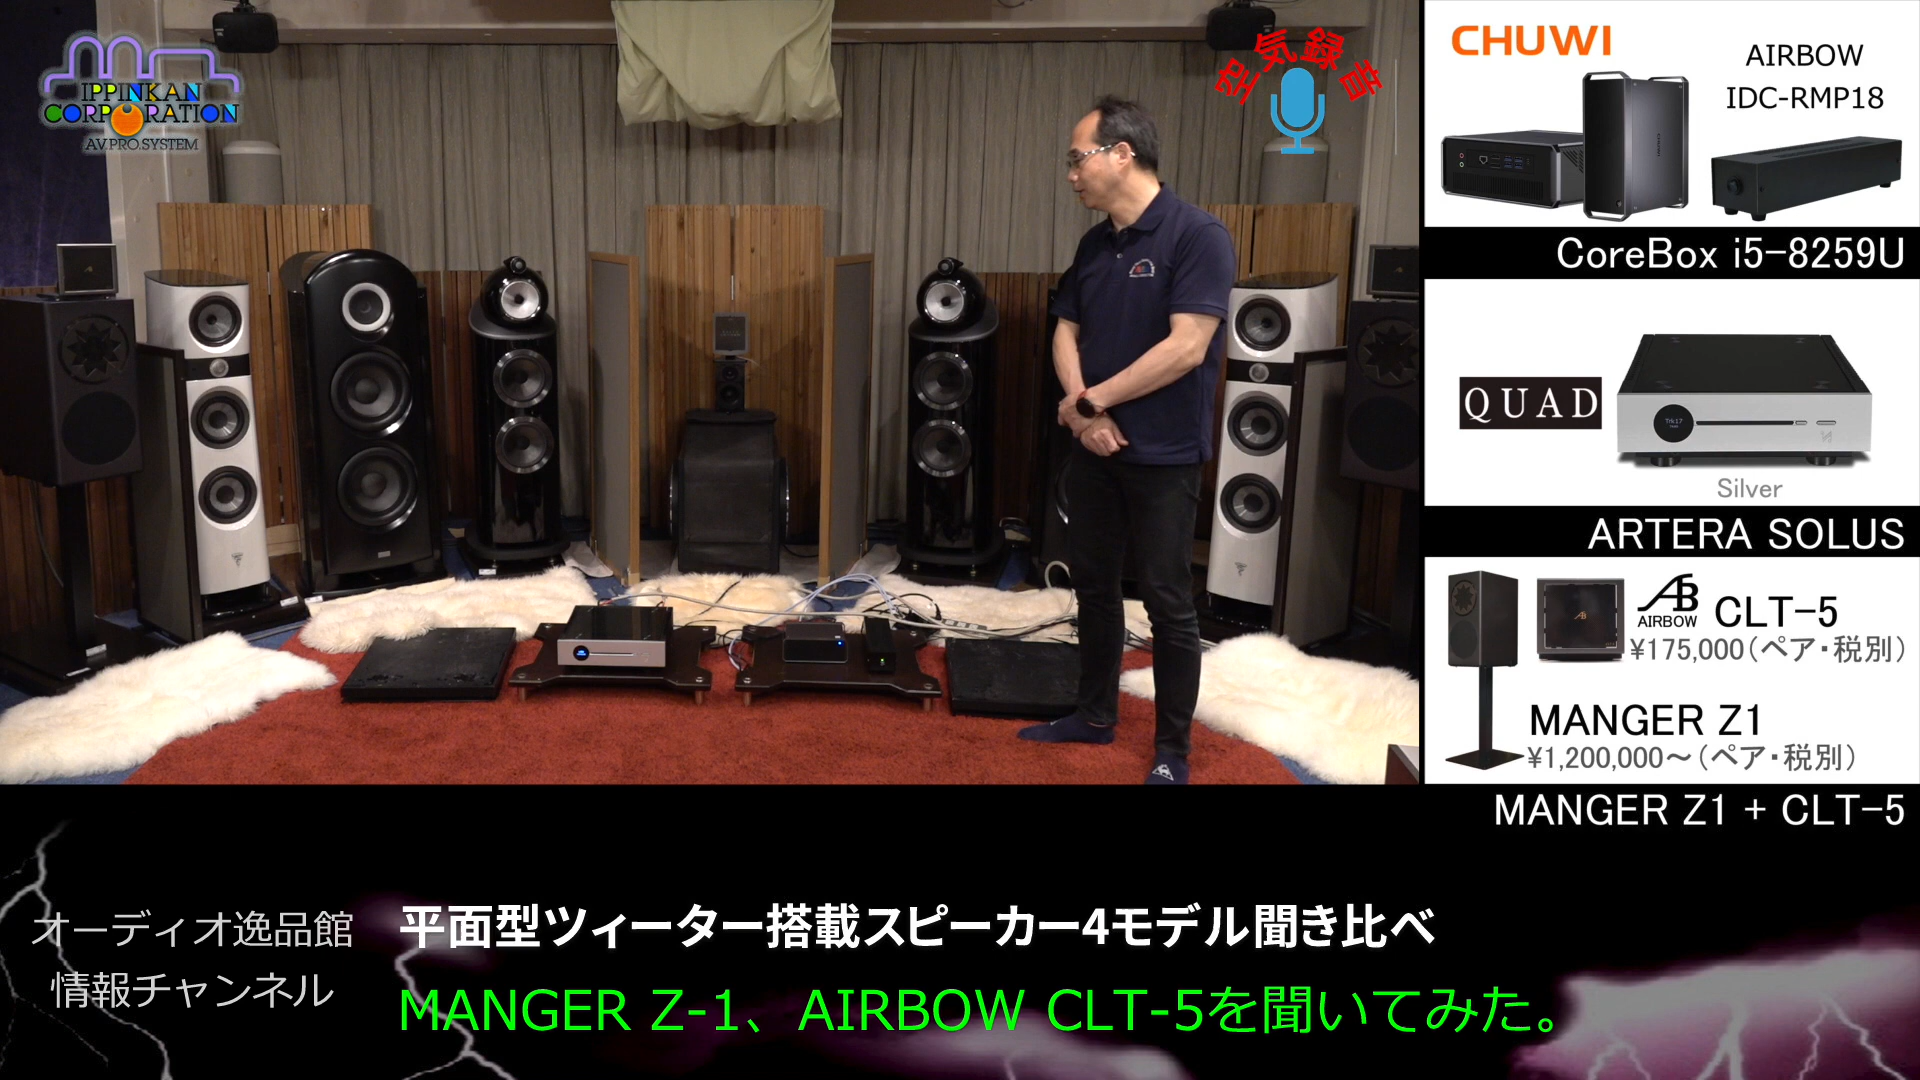 IPPINKAN
CORPORATION
AV.PRO.SYSTEM
空気録音
CHUWI
AIRBOW
IDC-RMP18
CoreBox i5-8259U
QUAD
Trk17
Silver
ARTERA SOLUS
AB
AIRBOW
CLT-5
¥175,000（ペア・税別）
MANGER Z1
¥1,200,000～（ペア・税別）
MANGER Z1 + CLT-5
オーディオ逸品館
情報チャンネル
平面型ツィーター搭載スピーカー4モデル聞き比べ
MANGER Z-1、AIRBOW CLT-5を聞いてみた。